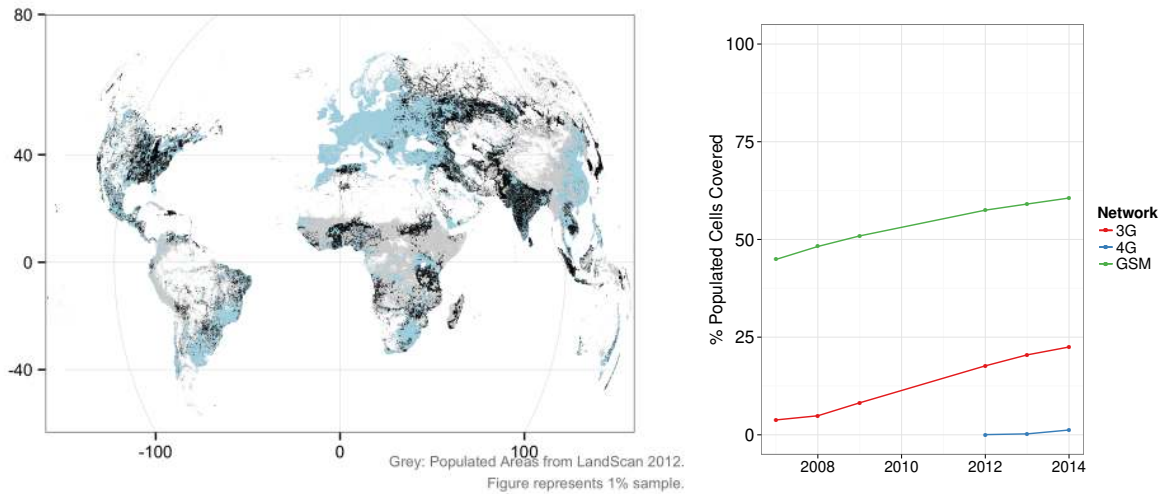 80
40
0
-40
-100
0
100
Grey: Populated Areas from LandScan 2012.
Figure represents 1% sample.
% Populated Cells Covered
100
75
50
25
0
2008
2010
2012
2014
Network
3G
4G
GSM